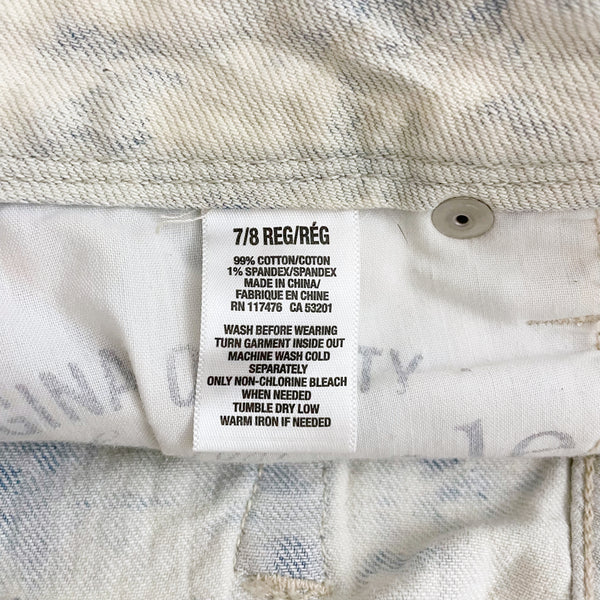 7/8 REG/RÉG
99% COTTON/COTON
1% SPANDEX/SPANDEX
MADE IN CHINA/
FABRIQUE EN CHINE
RN 117476 CA 53201
WASH BEFORE WEARING
TURN GARMENT INSIDE OUT
MACHINE WASH COLD
SEPARATELY
ONLY NON-CHLORINE BLEACH
WHEN NEEDED
TUMBLE DRY LOW
WARM IRON IF NEEDED